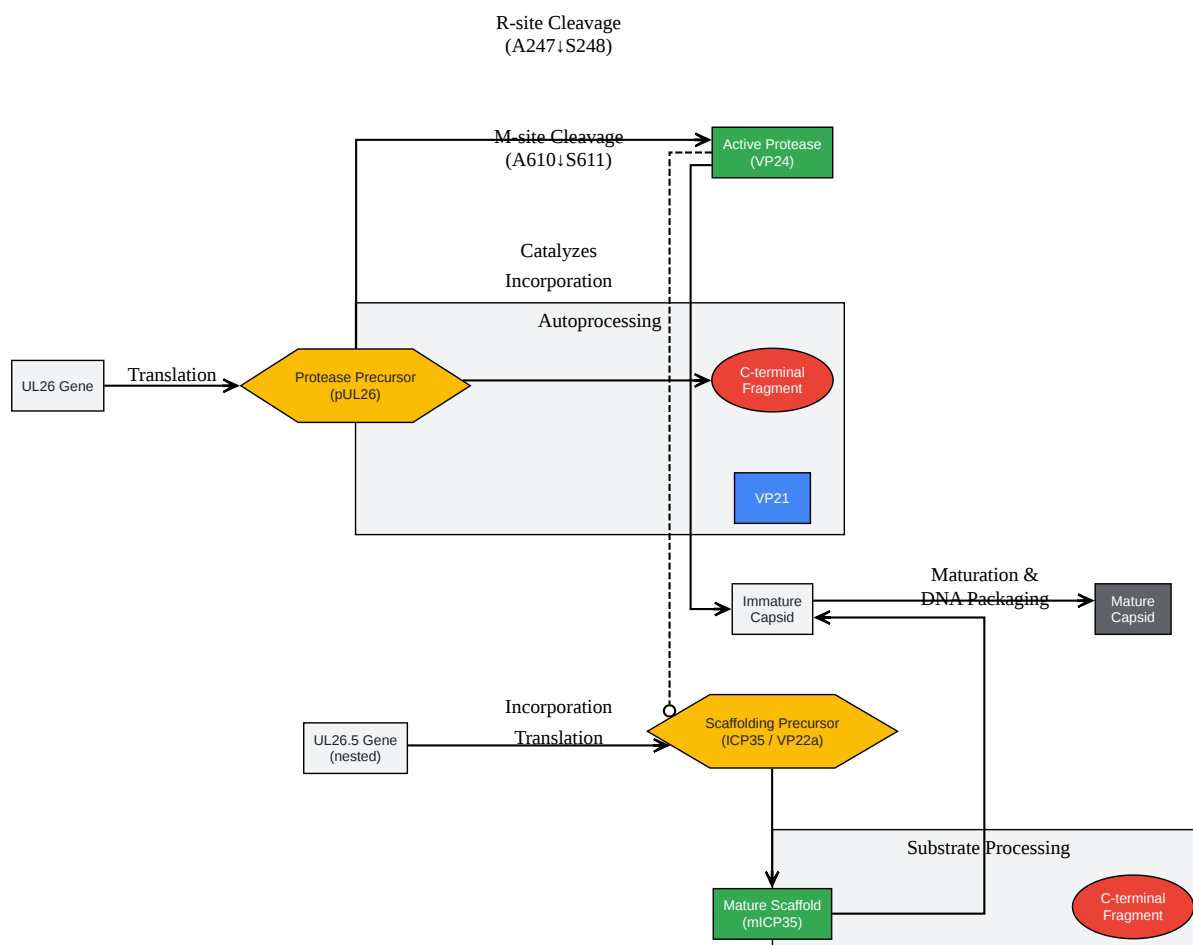 R-site Cleavage
(A247↓S248)
M-site Cleavage
(A610↓S611)
Active Protease
(VP24)
Catalyzes
Incorporation
Autoprocessing
UL26 Gene
Translation
Protease Precursor
(pUL26)
C-terminal
Fragment
VP21
Immature
Capsid
Maturation &
DNA Packaging
Mature
Capsid
Incorporation
UL26.5 Gene
(nested)
Translation
Scaffolding Precursor
(ICP35 / VP22a)
Substrate Processing
Mature Scaffold
(mICP35)
C-terminal
Fragment